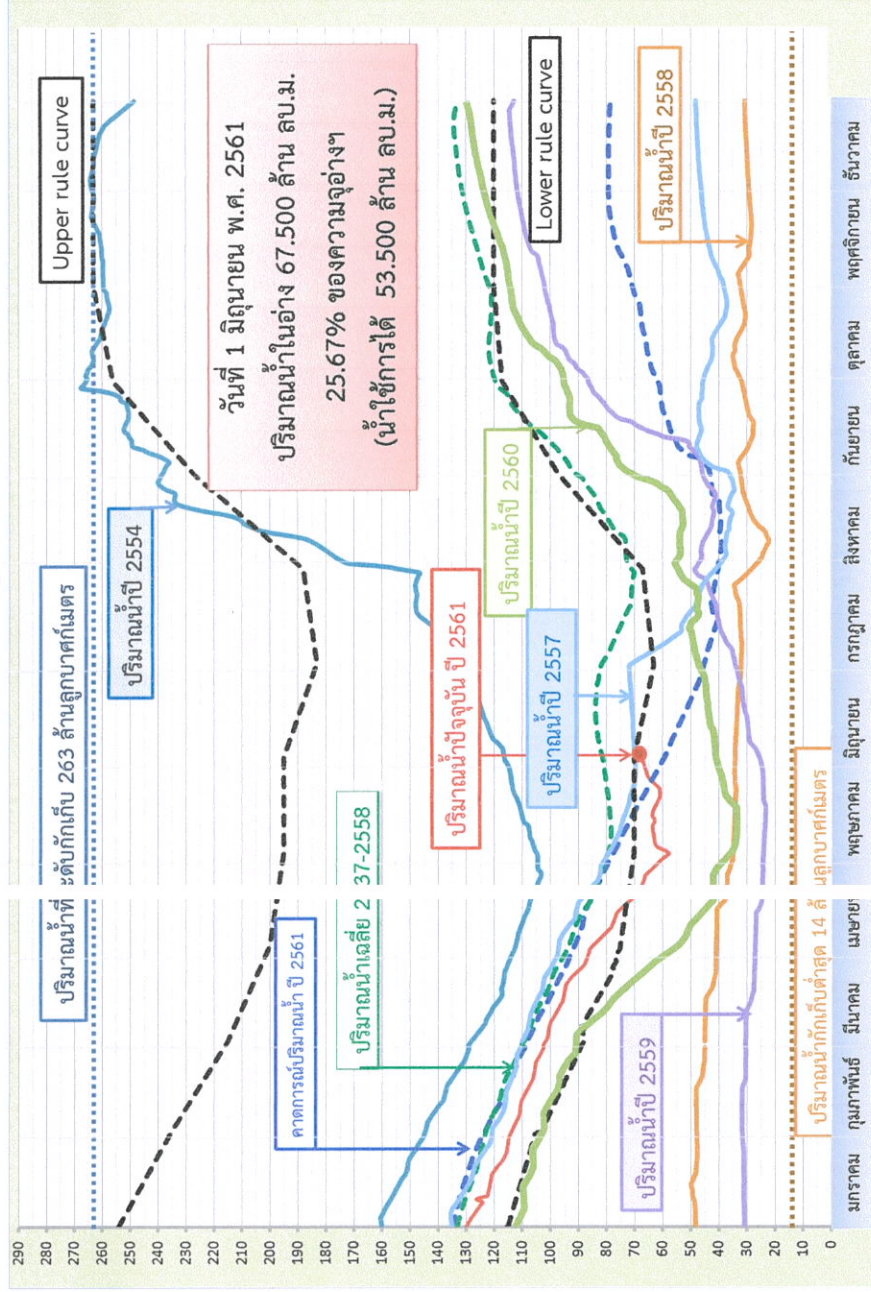 ปริมาณน้ำที่ ะดับกักเก็บ 263 ล้านลูกบาศก์เมตร
Upper rule curve
ปริมาณน้ำปี 2554
วันที่ 1 มิถุนายน พ.ศ. 2561
ปริมาณน้ำในอ่าง 67.500 ล้าน ลบ.ม.
25.67% ของความจุอ่างฯ
(น้ำใช้การได้ 53.500 ล้าน ลบ.ม.)
คาดการณ์ปริมาณน้ำ ปี 2561
ปริมาณน้ำเฉลี่ย 2 37-2558
ปริมาณน้ำปัจจุบัน ปี 2561
ปริมาณน้ำปี 2560
ปริมาณน้ำปี 2557
Lower rule curve
ปริมาณน้ำปี 2559
ปริมาณน้ำปี 2558
ปริมาณน้ำกักเก็บต่ำสุด 14 ล้ นลูกบาศก์เมตร
290
280
270
260
250
240
230
220
210
200
190
180
170
160
150
140
130
120
110
100
90
80
70
60
50
40
30
20
10
0
มกราคม กุมภาพันธ์ มีนาคม เมษาย พฤษภาคม มิถุนายน กรกฎาคม สิงหาคม กันยายน ตุลาคม พฤศจิกายน ธันวาคม